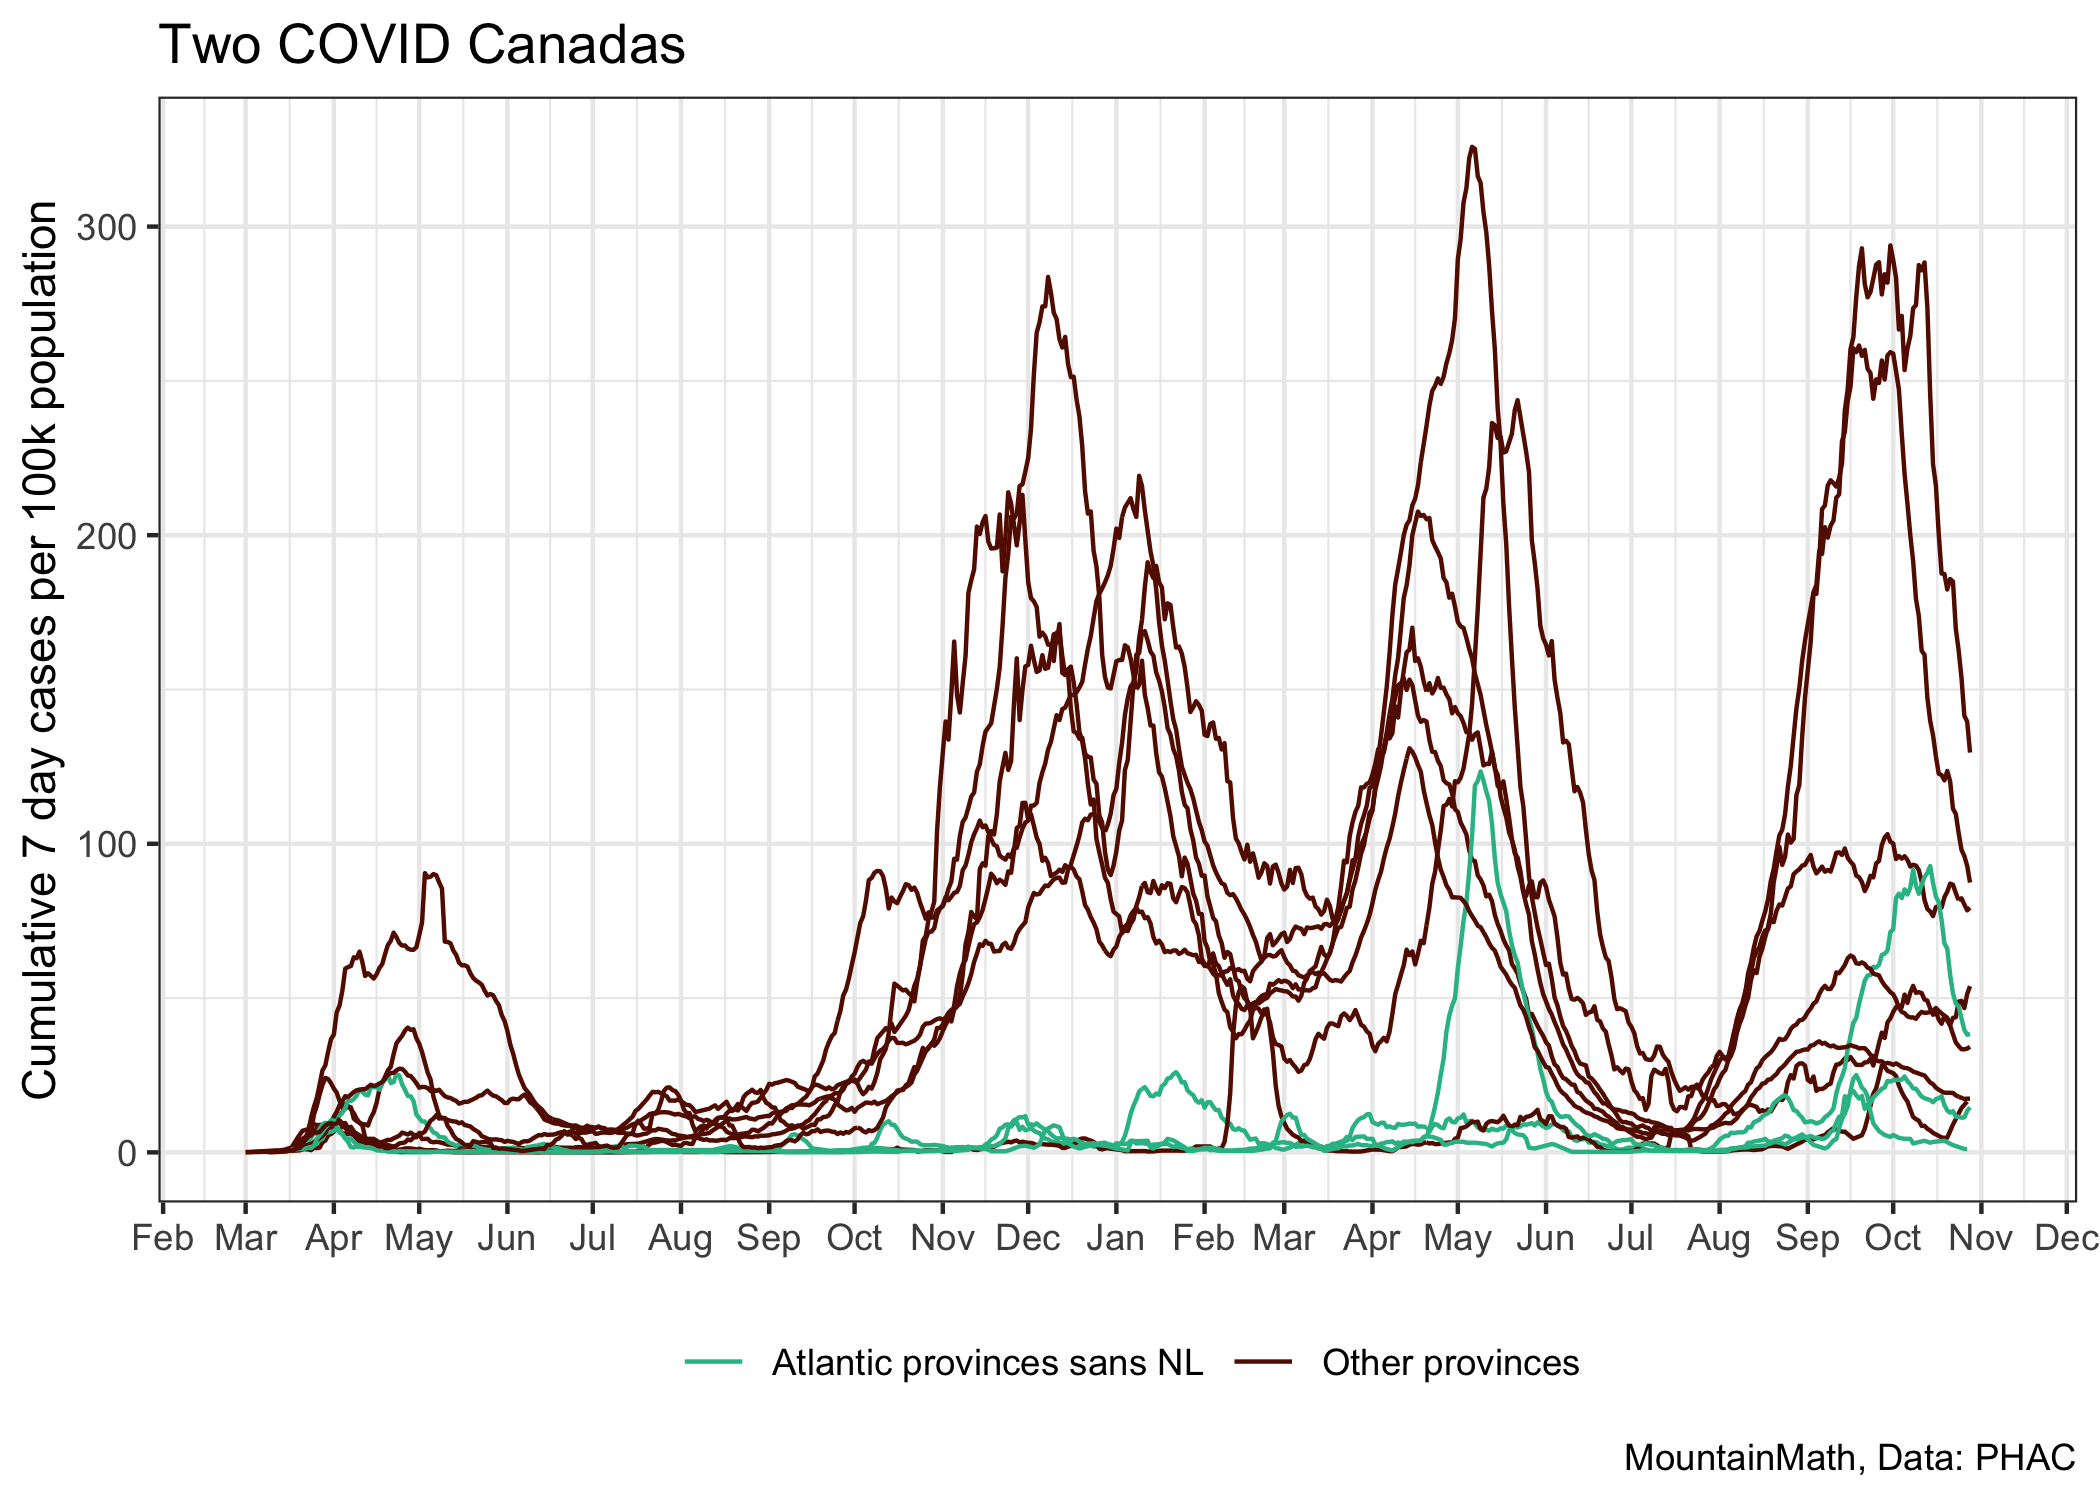 Two COVID Canadas
Cumulative 7 day cases per 100k population
300
200
100
0
Feb Mar Apr May Jun Jul Aug Sep Oct Nov Dec Jan Feb Mar Apr May Jun Jul Aug Sep Oct Nov Dec
Atlantic provinces sans NL Other provinces
MountainMath, Data: PHAC